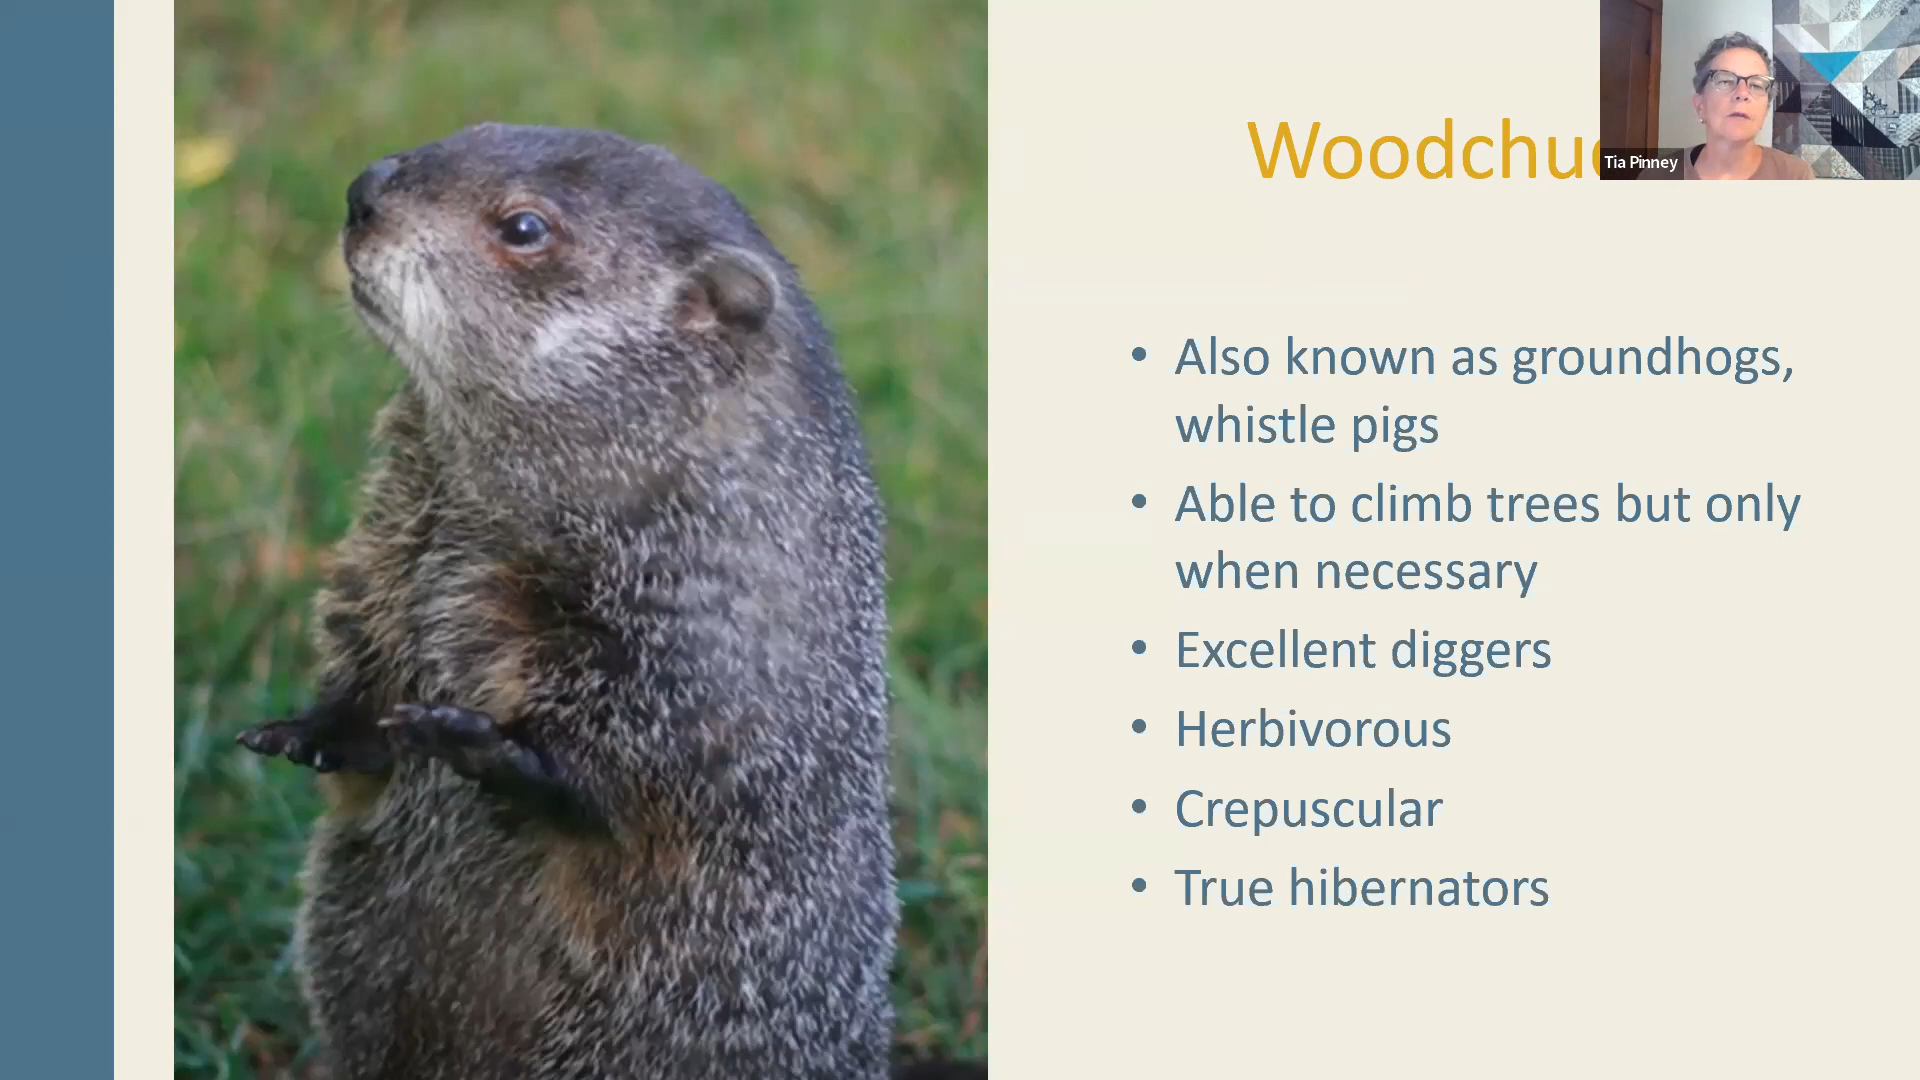 Woodchu
Tia Pinney
• Also known as groundhogs,
whistle pigs
• Able to climb trees but only
when necessary
• Excellent diggers
• Herbivorous
• Crepuscular
• True hibernators